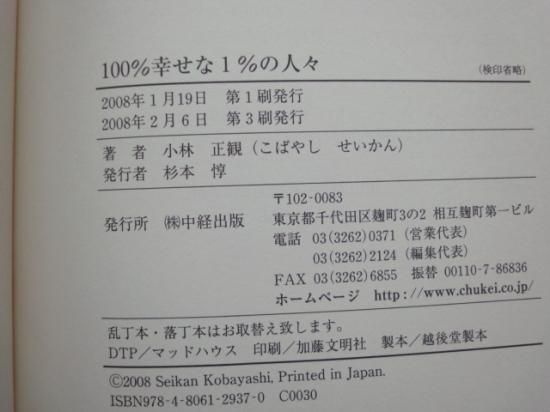 100%幸せな1%の人々 （検印省略）
2008年1月19日 第1刷発行
2008年2月6日 第3刷発行
著者 小林 正観（こばやし せいかん）
発行者 杉本 惇
発行所 ㈱中経出版
〒102-0083
東京都千代田区麹町3の2 相互麹町第一ビル
電話 03(3262)0371（営業代表）
03(3262)2124（編集代表）
FAX 03(3262)6855 振替 00110-7-86836
ホームページ http://www.chukei.co.jp/
乱丁本・落丁本はお取替え致します。
DTP／マッドハウス 印刷／加藤文明社 製本／越後堂製本
©2008 Seikan Kobayashi, Printed in Japan.
ISBN978-4-8061-2937-0 C0030